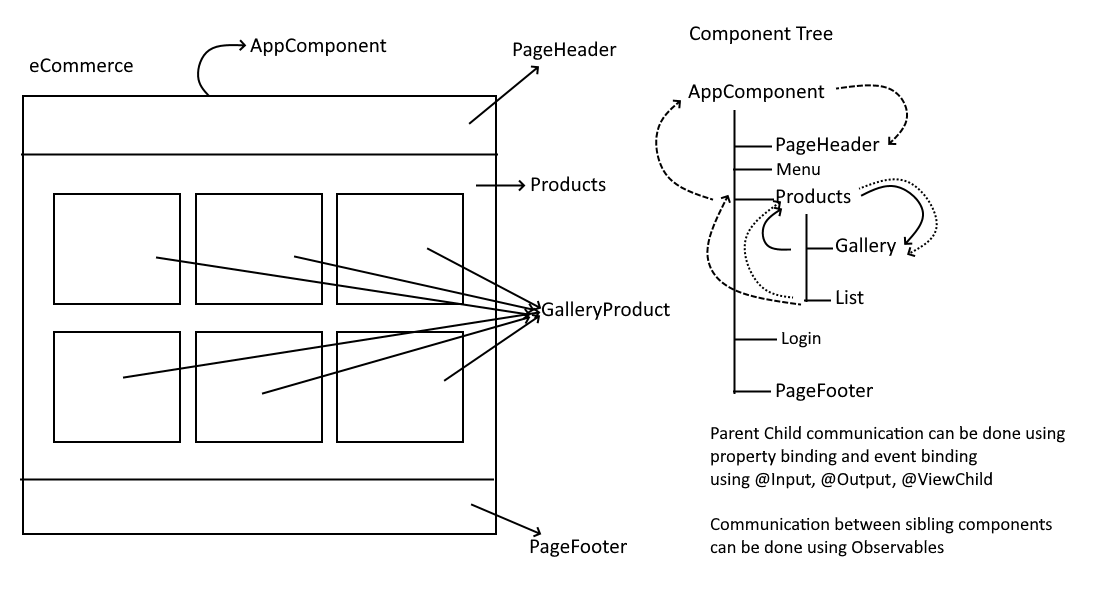 eCommerce
AppComponent
PageHeader
Products
GalleryProduct
PageFooter
Component Tree
AppComponent
PageHeader
Menu
Products
Gallery
List
Login
PageFooter
Parent Child communication can be done using
property binding and event binding
using @Input, @Output, @ViewChild
Communication between sibling components
can be done using Observables